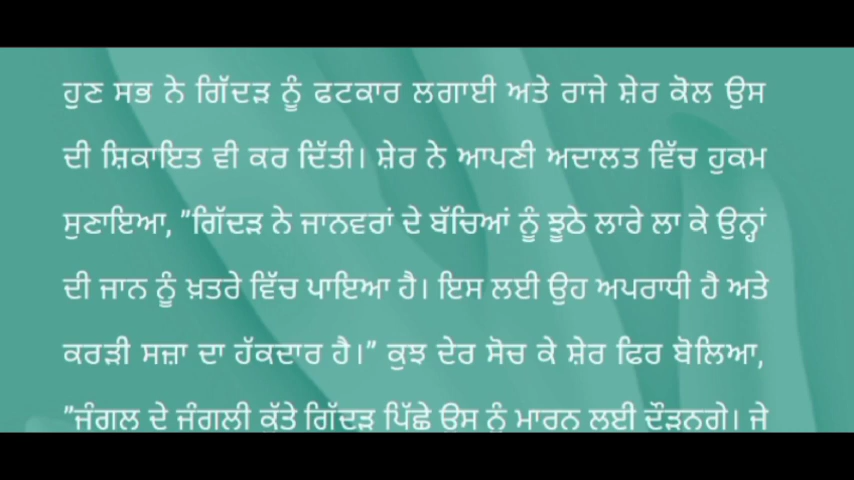 ਹੁਣ ਸਭ ਨੇ ਗਿੱਦੜ ਨੂੰ ਫਟਕਾਰ ਲਗਾਈ ਅਤੇ ਰਾਜੇ ਸ਼ੇਰ ਕੋਲ ਉਸ
ਦੀ ਸ਼ਿਕਾਇਤ ਵੀ ਕਰ ਦਿੱਤੀ। ਸ਼ੇਰ ਨੇ ਆਪਣੀ ਅਦਾਲਤ ਵਿੱਚ ਹੁਕਮ
ਸੁਣਾਇਆ, ”ਗਿੱਦੜ ਨੇ ਜਾਨਵਰਾਂ ਦੇ ਬੱਚਿਆਂ ਨੂੰ ਝੂਠੇ ਲਾਰੇ ਲਾ ਕੇ ਉਨ੍ਹਾਂ
ਦੀ ਜਾਨ ਨੂੰ ਖ਼ਤਰੇ ਵਿੱਚ ਪਾਇਆ ਹੈ। ਇਸ ਲਈ ਉਹ ਅਪਰਾਧੀ ਹੈ ਅਤੇ
ਕਰੜੀ ਸਜ਼ਾ ਦਾ ਹੱਕਦਾਰ ਹੈ।” ਕੁਝ ਦੇਰ ਸੋਚ ਕੇ ਸ਼ੇਰ ਫਿਰ ਬੋਲਿਆ,
”ਜੰਗਲ ਦੇ ਜੰਗਲੀ ਕੁੱਤੇ ਗਿੱਦੜ ਪਿੱਛੇ ਉਸ ਨੂੰ ਮਾਰਨ ਲਈ ਦੌੜਨਗੇ। ਜੇ